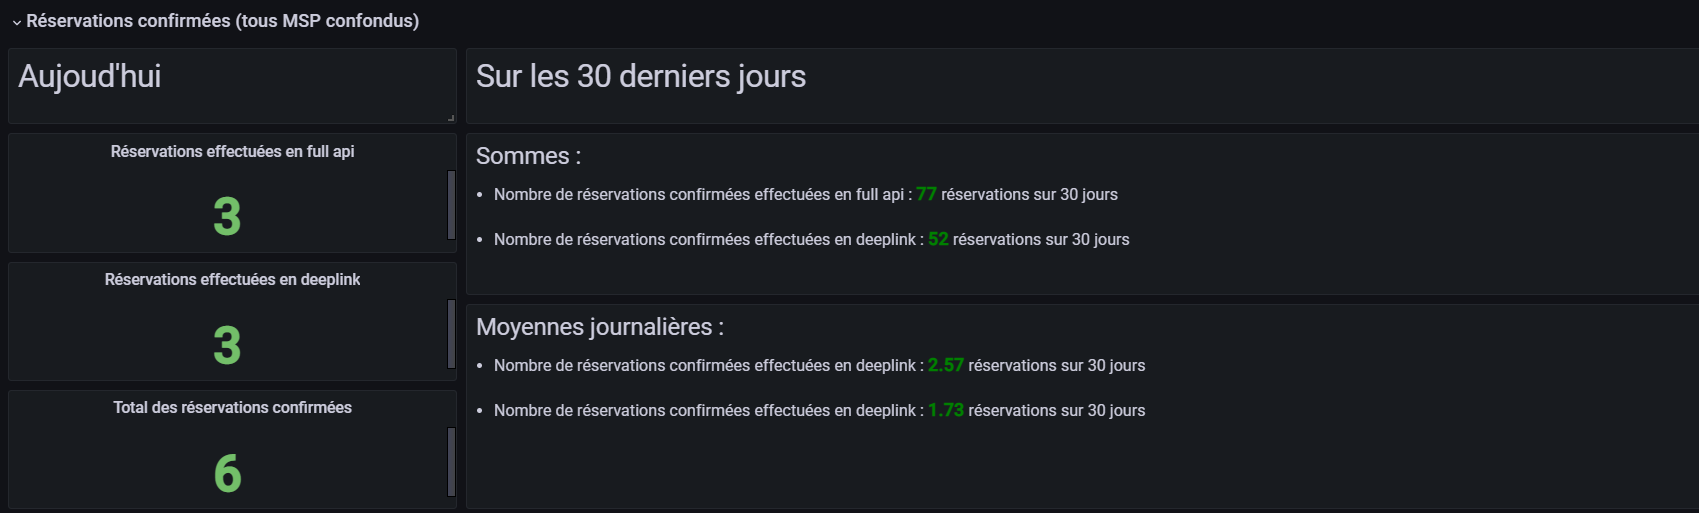 Réservations confirmées (tous MSP confondus)
Aujoud'hui
Sur les 30 derniers jours
Réservations effectuées en full api
3
Réservations effectuées en deeplink
3
Total des réservations confirmées
6
Sommes :
• Nombre de réservations confirmées effectuées en full api : 77 réservations sur 30 jours
• Nombre de réservations confirmées effectuées en deeplink : 52 réservations sur 30 jours
Moyennes journalières :
• Nombre de réservations confirmées effectuées en deeplink : 2.57 réservations sur 30 jours
• Nombre de réservations confirmées effectuées en deeplink : 1.73 réservations sur 30 jours